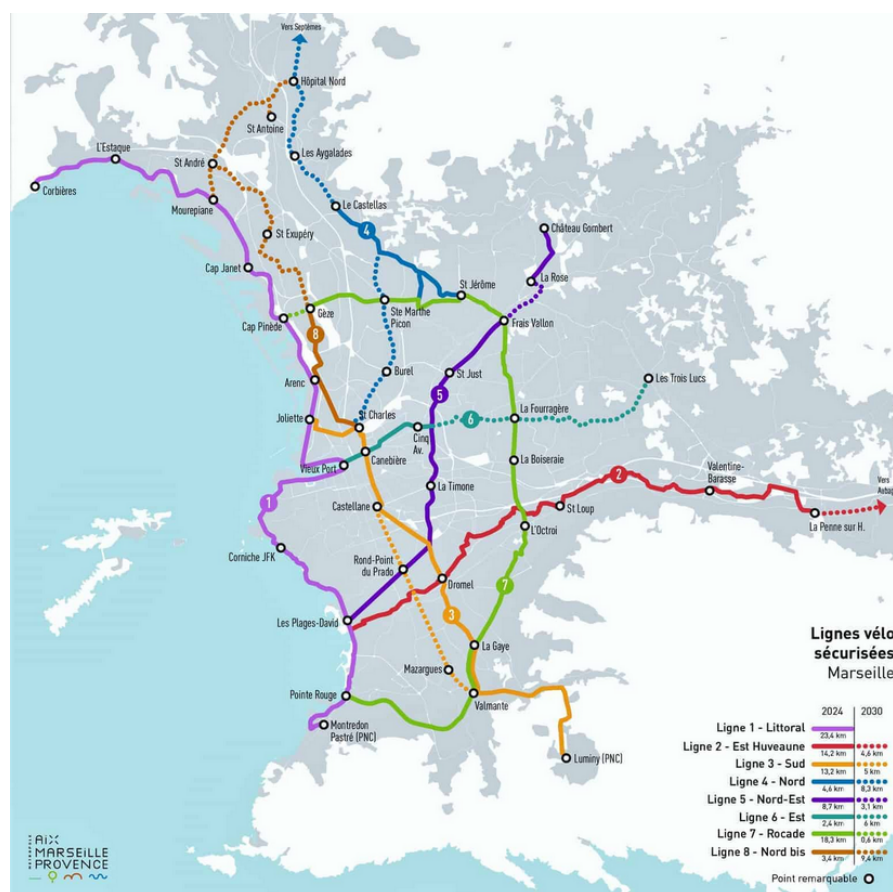 Vers Septèmes
Hôpital Nord
St Antoine
L'Estaque
St André
Les Aygalades
Corbières
Mourepiane
Le Castellas
4
St Exupéry
Château Gombert
Cap Janet
La Rose
St Jérôme
Cap Pinède
Gèze
Ste Marthe
Picon
Frais Vallon
8
Arenc
Burel
St Just
Les Trois Lucs
5
Joliette
St Charles
6
La Fourragère
Cinq
Av.
Vieux Port
Canebière
La Boiseraie
2
Valentine-
Barasse
La Timone
1
Castellane
St Loup
Vers
La Penne sur H.
L'Octroi
Corniche JFK
Rond-Point
du Prado
Dromel
7
3
Les Plages-David
La Gaye
Mazargues
Pointe Rouge
Valmante
Montredon
Pastré (PNC)
Luminy (PNC)
Lignes vélo
sécurisées
Marseille
2024 2030
Ligne 1 - Littoral
23,4 km
Ligne 2 - Est Huveaune
14,2 km 4,6 km
Ligne 3 - Sud
13,2 km 5 km
Ligne 4 - Nord
4,6 km 8,3 km
Ligne 5 - Nord-Est
8,7 km 3,1 km
Ligne 6 - Est
2,4 km 6 km
Ligne 7 - Rocade
18,3 km 0,6 km
Ligne 8 - Nord bis
3,4 km 9,4 km
Point remarquable
AIX
MARSEILLE
PROVENCE